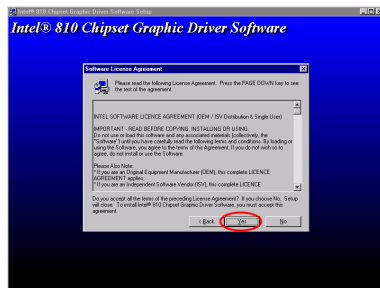 Intel® 810 Chipset Graphic Driver Software Setup
Intel® 810 Chipset Graphic Driver Software
Software License Agreement
Please read the following License Agreement. Press the PAGE DOWN key to see
the rest of the agreement.
INTEL SOFTWARE LICENCE AGREEMENT (OEM / ISV Distribution & Single User)
IMPORTANT - READ BEFORE COPYING, INSTALLING OR USING.
Do not use or load this software and any associated materials (collectively, the
"Software") until you have carefully read the following terms and conditions. By loading or
using the Software, you agree to the terms of this Agreement. If you do not wish to so
agree, do not install or use the Software.
Please Also Note:
* If you are an Original Equipment Manufacturer (OEM), this complete LICENCE
AGREEMENT applies;
* If you are an Independent Software Vendor (ISV), this complete LICENCE
Do you accept all the terms of the preceding License Agreement? If you choose No, Setup
will close. To install Intel® 810 Chipset Graphic Driver Software, you must accept this
agreement.
< Back
Yes
No